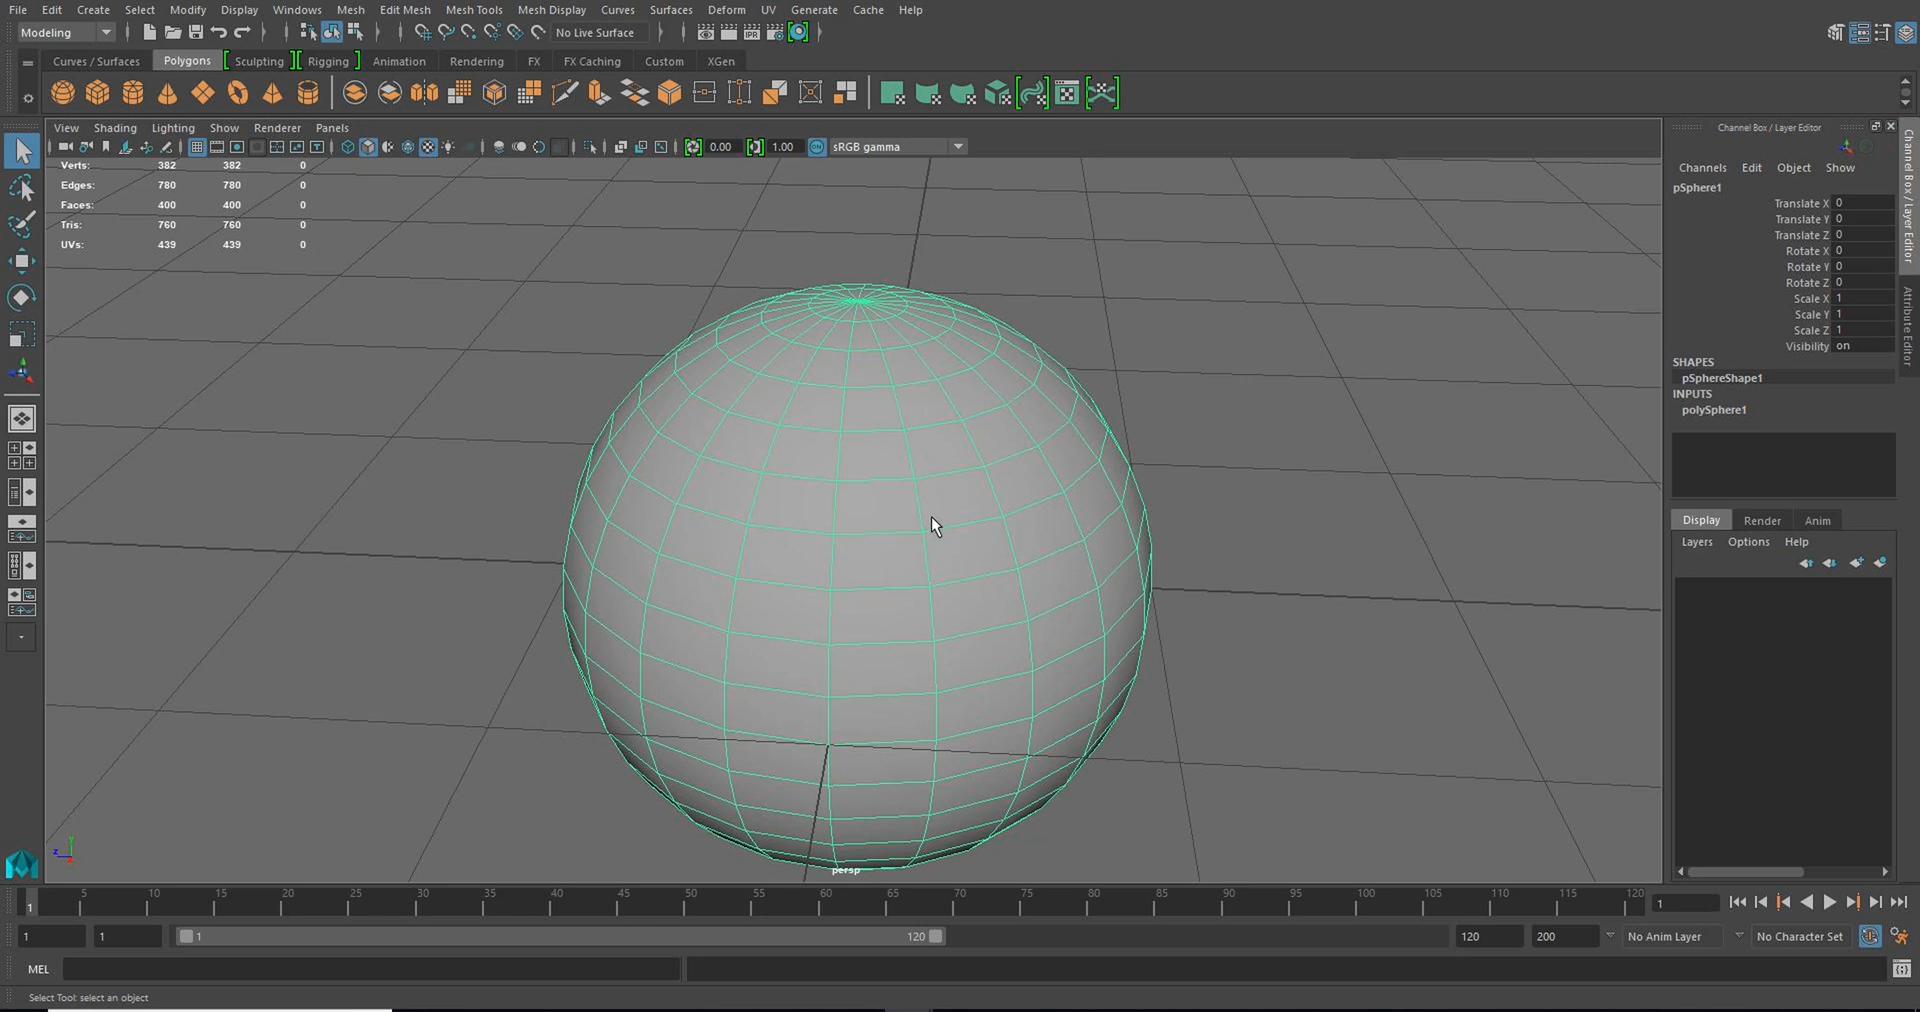 File Edit Create Select Modify Display Windows Mesh Edit Mesh Mesh Tools Mesh Display Curves Surfaces Deform UV Generate Cache Help
Modeling No Live Surface
Curves / Surfaces Polygons Sculpting Rigging Animation Rendering FX FX Caching Custom XGen
View Shading Lighting Show Renderer Panels
0.00 1.00 sRGB gamma
Verts: 382 382 0
Edges: 780 780 0
Faces: 400 400 0
Tris: 760 760 0
UVs: 439 439 0
persp
Channel Box / Layer Editor
Channels Edit Object Show
pSphere1
Translate X 0
Translate Y 0
Translate Z 0
Rotate X 0
Rotate Y 0
Rotate Z 0
Scale X 1
Scale Y 1
Scale Z 1
Visibility on
SHAPES
pSphereShape1
INPUTS
polySphere1
Display Render Anim
Layers Options Help
Channel Box / Layer Editor
Attribute Editor
1 5 10 15 20 25 30 35 40 45 50 55 60 65 70 75 80 85 90 95 100 105 110 115 120 1
1 1 1 120 120 200 No Anim Layer No Character Set
MEL
Select Tool: select an object